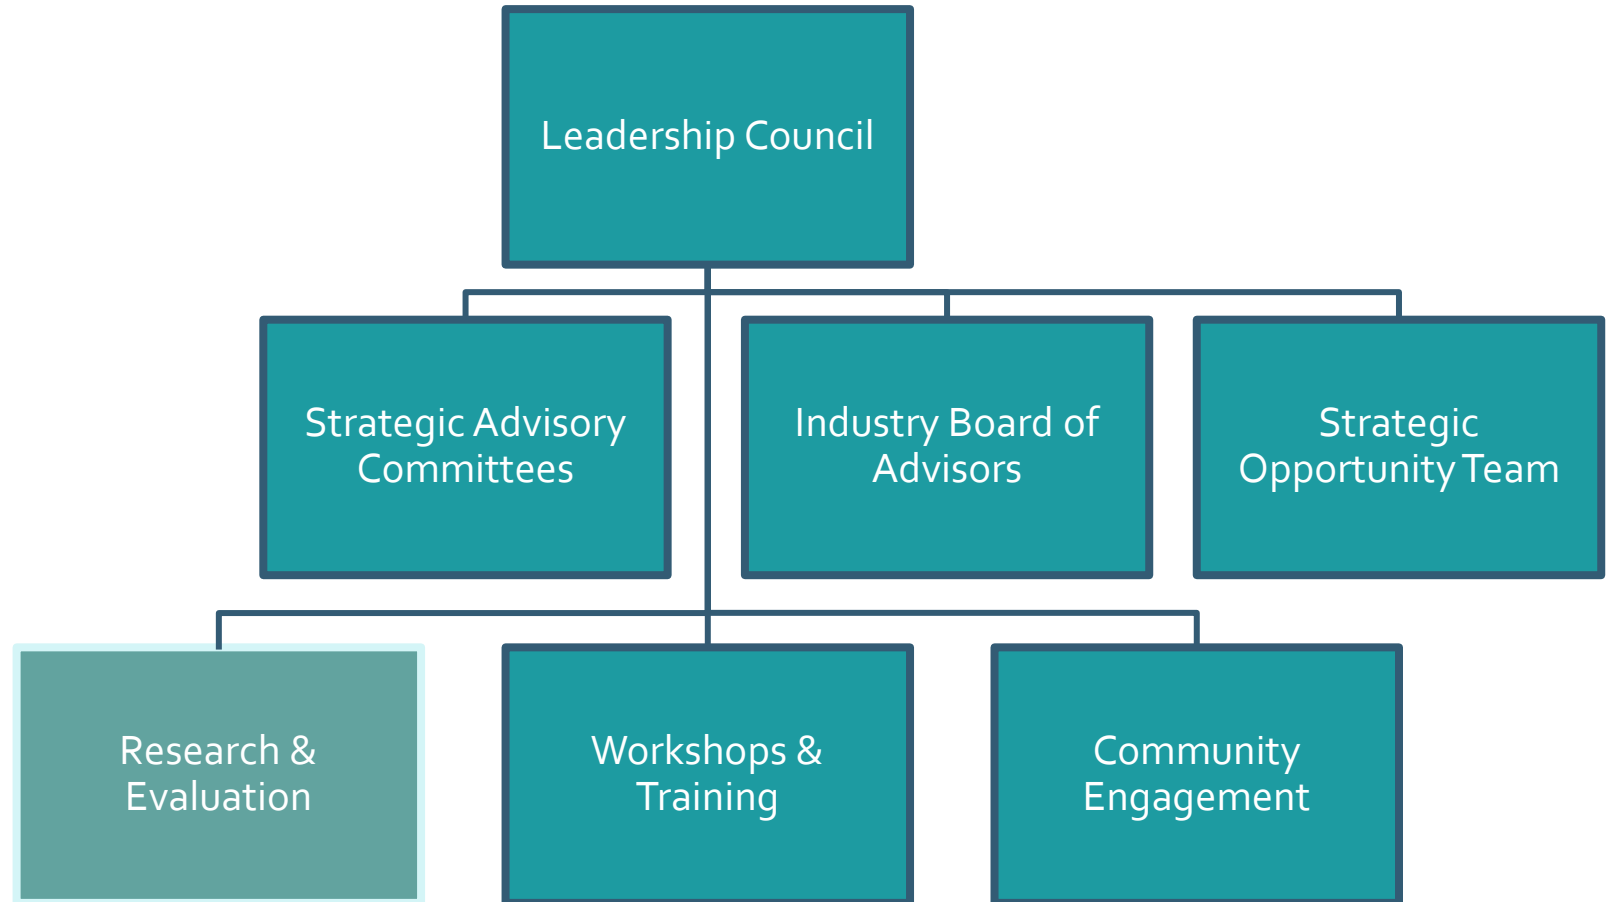 Leadership Council
Strategic Advisory
Committees
Industry Board of
Advisors
Strategic
Opportunity Team
Research &
Evaluation
Workshops &
Training
Community
Engagement